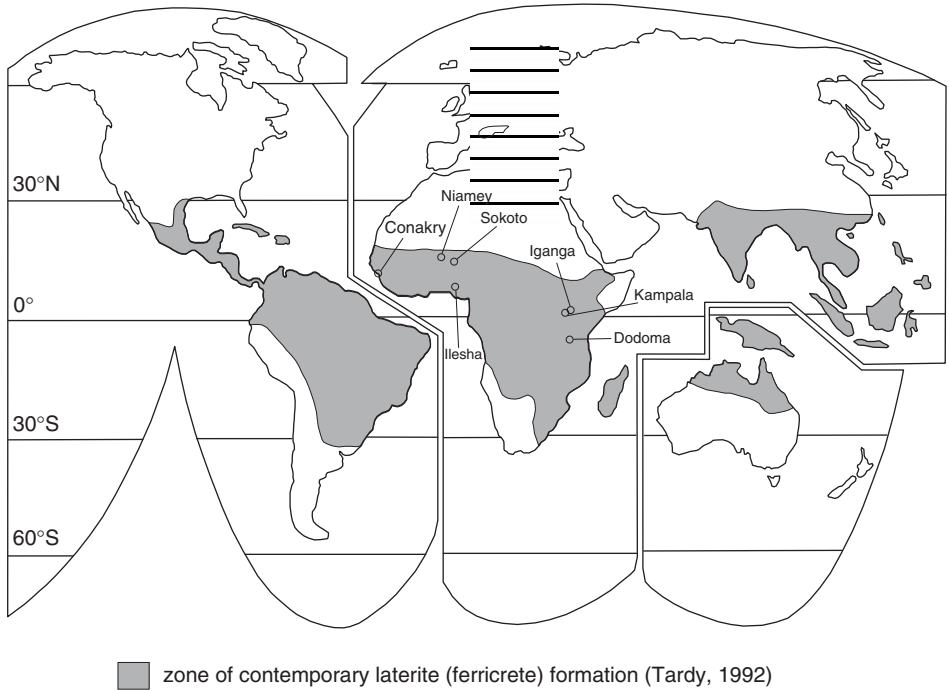 30°N
Niamey
Conakry
Sokoto
Iganga
Kampala
0°
Dodoma
Ilesha
30°S
60°S
zone of contemporary laterite (ferricrete) formation (Tardy, 1992)